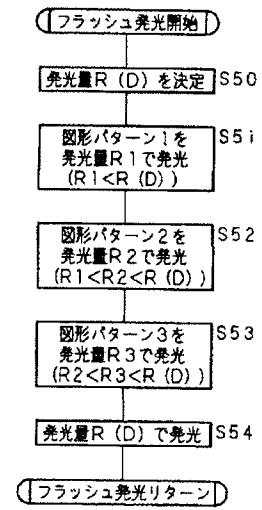 フラッシュ発光開始
発光量R(D)を決定 S50
図形パターン1を S51
発光量R1で発光
(R1<R(D))
図形パターン2を S52
発光量R2で発光
(R1<R2<R(D))
図形パターン3を S53
発光量R3で発光
(R2<R3<R(D))
発光量R(D)で発光 S54
フラッシュ発光リターン